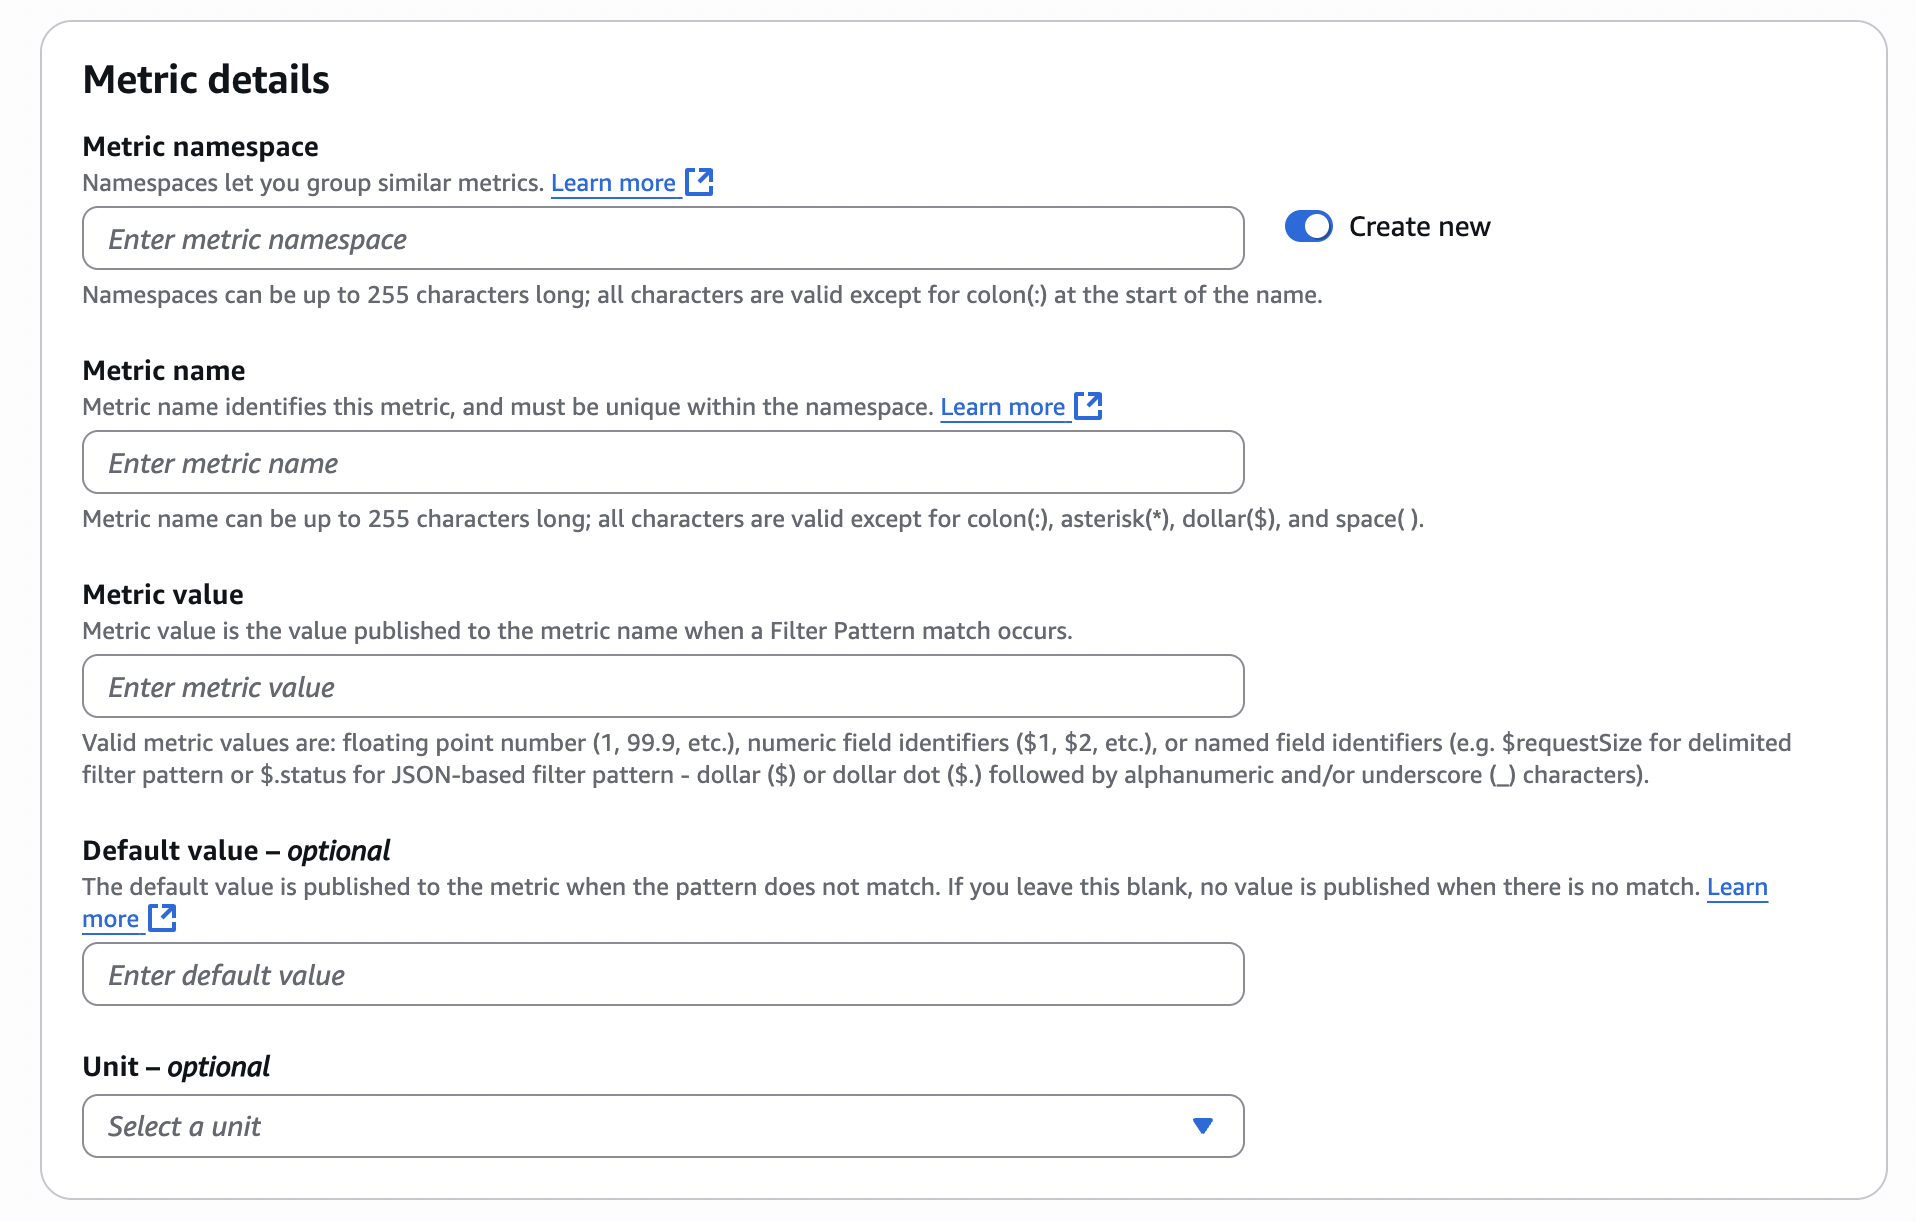 Metric details
Metric namespace
Namespaces let you group similar metrics. Learn more
Enter metric namespace
Create new
Namespaces can be up to 255 characters long; all characters are valid except for colon(:) at the start of the name.
Metric name
Metric name identifies this metric, and must be unique within the namespace. Learn more
Enter metric name
Metric name can be up to 255 characters long; all characters are valid except for colon(:), asterisk(*), dollar($), and space( ).
Metric value
Metric value is the value published to the metric name when a Filter Pattern match occurs.
Enter metric value
Valid metric values are: floating point number (1, 99.9, etc.), numeric field identifiers ($1, $2, etc.), or named field identifiers (e.g. $requestSize for delimited
filter pattern or $.status for JSON-based filter pattern - dollar ($) or dollar dot ($.) followed by alphanumeric and/or underscore (_) characters).
Default value – optional
The default value is published to the metric when the pattern does not match. If you leave this blank, no value is published when there is no match. Learn
more
Enter default value
Unit – optional
Select a unit